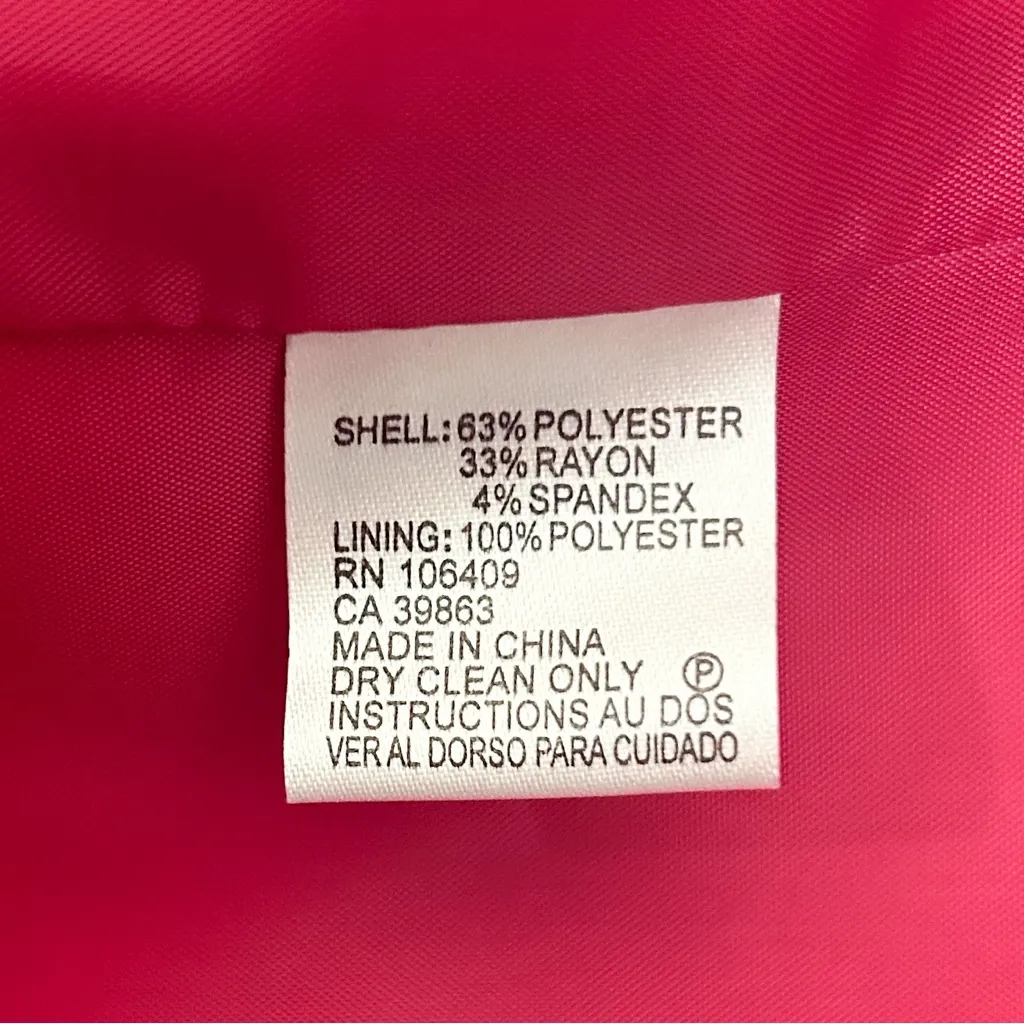 SHELL: 63% POLYESTER
33% RAYON
4% SPANDEX
LINING: 100% POLYESTER
RN 106409
CA 39863
MADE IN CHINA
DRY CLEAN ONLY Ⓟ
INSTRUCTIONS AU DOS
VER AL DORSO PARA CUIDADO